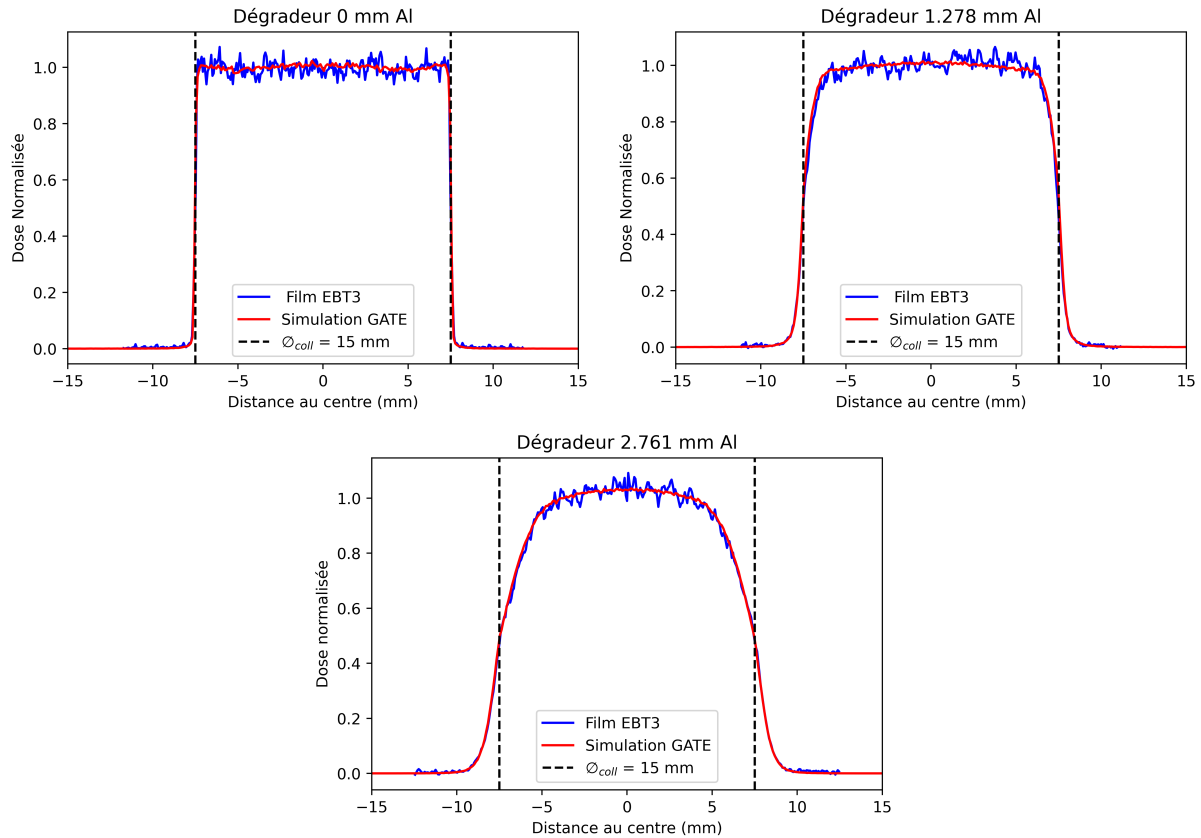 Dégradeur 0 mm Al
Dose Normalisée
1.0
0.8
0.6
0.4
0.2
0.0
Film EBT3
Simulation GATE
∅coll = 15 mm
−15 −10 −5 0 5 10 15
Distance au centre (mm)
Dégradeur 1.278 mm Al
Dose Normalisée
1.0
0.8
0.6
0.4
0.2
0.0
Film EBT3
Simulation GATE
∅coll = 15 mm
−15 −10 −5 0 5 10 15
Distance au centre (mm)
Dégradeur 2.761 mm Al
Dose normalisée
1.0
0.8
0.6
0.4
0.2
0.0
Film EBT3
Simulation GATE
∅coll = 15 mm
−15 −10 −5 0 5 10 15
Distance au centre (mm)